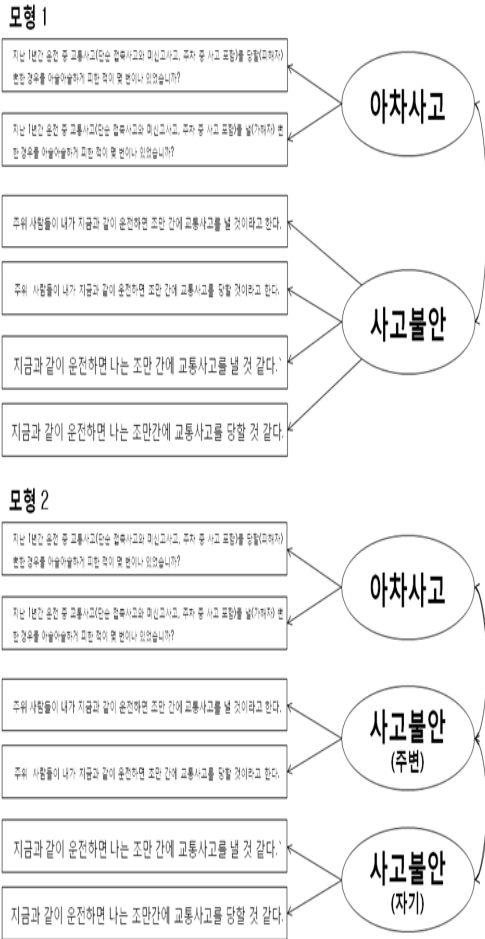 모형 1
지난 1년간 운전 중 교통사고(단순 접촉사고와 미신고사고, 주차 중 사고 포함)를 당할(피해자)
뻔한 경우를 아슬아슬하게 피한 적이 몇 번이나 있었습니까?
아차사고
지난 1년간 운전 중 교통사고(단순 접촉사고와 미신고사고, 주차 중 사고 포함)를 낼(가해자) 뻔
한 경우를 아슬아슬하게 피한 적이 몇 번이나 있었습니까?
주위 사람들이 내가 지금과 같이 운전하면 조만 간에 교통사고를 낼 것이라고 한다.
주위 사람들이 내가 지금과 같이 운전하면 조만 간에 교통사고를 당할 것이라고 한다.
사고불안
지금과 같이 운전하면 나는 조만 간에 교통사고를 낼 것 같다.`
지금과 같이 운전하면 나는 조만간에 교통사고를 당할 것 같다.
모형 2
지난 1년간 운전 중 교통사고(단순 접촉사고와 미신고사고, 주차 중 사고 포함)를 당할(피해자)
뻔한 경우를 아슬아슬하게 피한 적이 몇 번이나 있었습니까?
아차사고
지난 1년간 운전 중 교통사고(단순 접촉사고와 미신고사고, 주차 중 사고 포함)를 낼(가해자) 뻔
한 경우를 아슬아슬하게 피한 적이 몇 번이나 있었습니까?
주위 사람들이 내가 지금과 같이 운전하면 조만 간에 교통사고를 낼 것이라고 한다.
사고불안
(주변)
주위 사람들이 내가 지금과 같이 운전하면 조만 간에 교통사고를 당할 것이라고 한다.
지금과 같이 운전하면 나는 조만 간에 교통사고를 낼 것 같다.`
사고불안
(자기)
지금과 같이 운전하면 나는 조만간에 교통사고를 당할 것 같다.